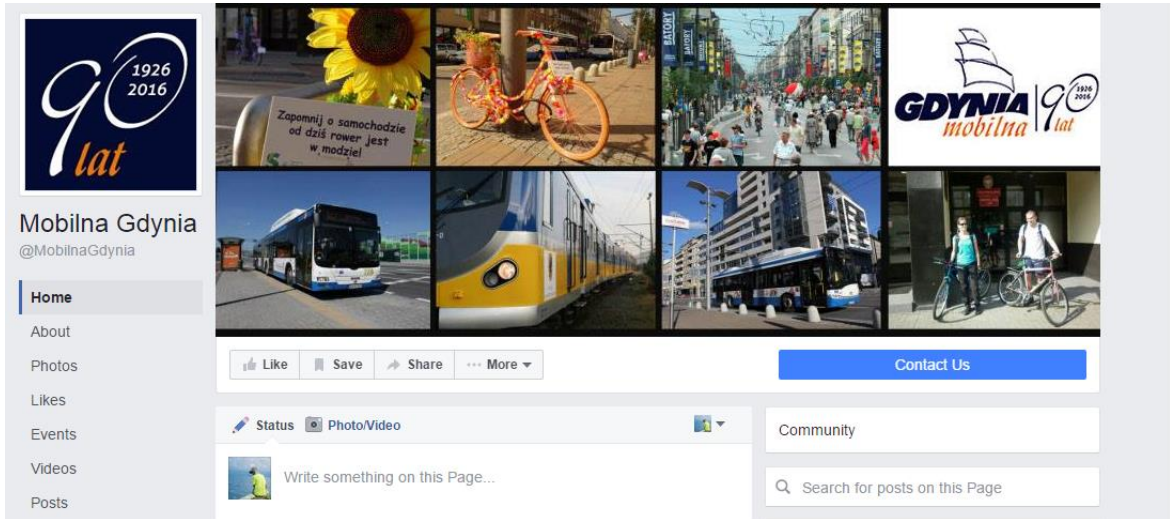 90
1926
2016
lat
Mobilna Gdynia
@MobilnaGdynia
Home
About
Photos
Likes
Events
Videos
Posts
Zapomnij o samochodzie
od dziś rower jest
w modzie!
BATORY
BATORY
GDYNIA
mobilna
90
1926
2016
lat
Like
Save
Share
More
Contact Us
Status
Photo/Video
Write something on this Page...
Community
Search for posts on this Page